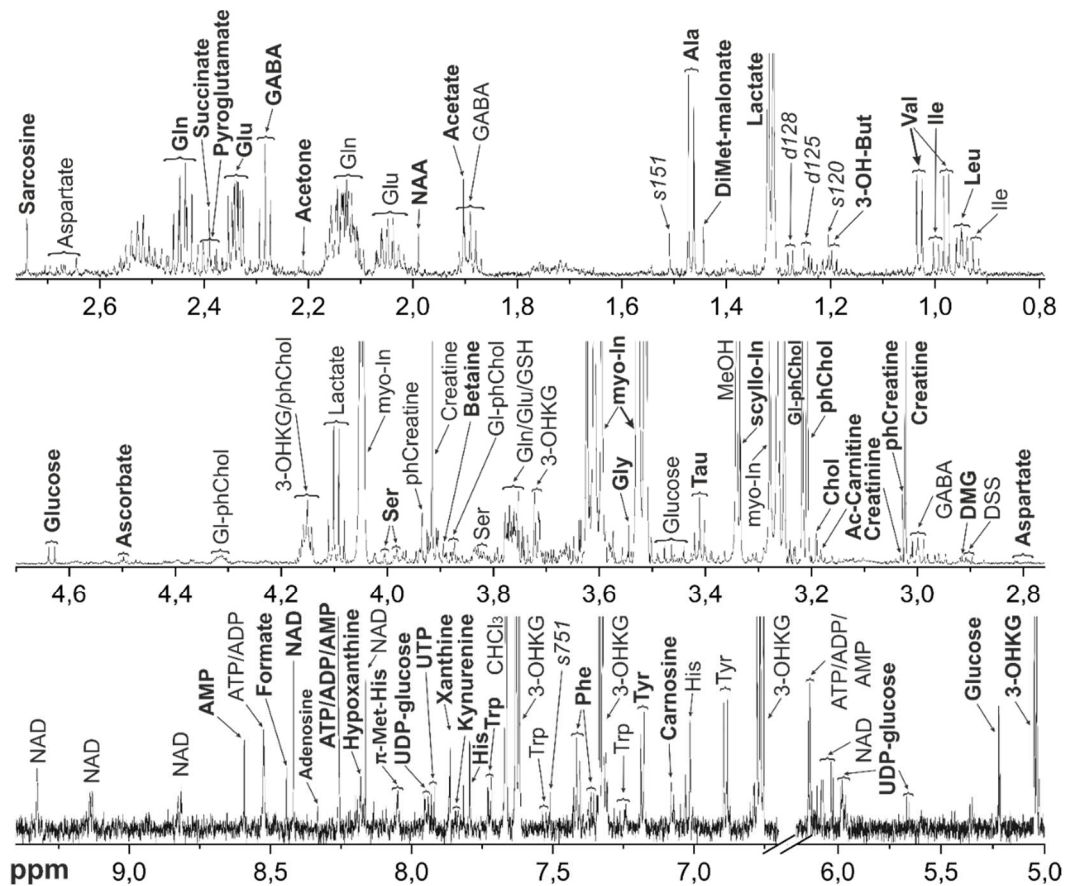 Sarcosine
Aspartate
Gln
Succinate
Pyroglutamate
Glu
GABA
Acetone
Gln
Glu
NAA
Acetate
GABA
s151
Ala
DiMet-malonate
Lactate
d128
d125
s120
3-OH-But
Val
Ile
Leu
Ile
2,6 2,4 2,2 2,0 1,8 1,6 1,4 1,2 1,0 0,8
Glucose
Ascorbate
Gl-phChol
3-OHKG/phChol
Lactate
myo-In
Ser
phCreatine
Creatine
Betaine
Gl-phChol
Ser
Gln/Glu/GSH
3-OHKG
myo-In
Gly
Glucose
Tau
MeOH
scyllo-In
myo-In
Gl-phChol
phChol
Chol
Ac-Carnitine
Creatinine
phCreatine
Creatine
GABA
DMG
DSS
Aspartate
4,6 4,4 4,2 4,0 3,8 3,6 3,4 3,2 3,0 2,8
NAD
NAD
NAD
AMP
ATP/ADP
Formate
NAD
Adenosine
ATP/ADP/AMP
Hypoxanthine
NAD
π-Met-His
UDP-glucose
UTP
Xanthine
Kynurenine
His
Trp
CHCl₃
3-OHKG
Trp
s751
Phe
3-OHKG
Trp
Tyr
Carnosine
His
Tyr
3-OHKG
ATP/ADP/
AMP
NAD
UDP-glucose
Glucose
3-OHKG
ppm 9,0 8,5 8,0 7,5 7,0 6,0 5,5 5,0